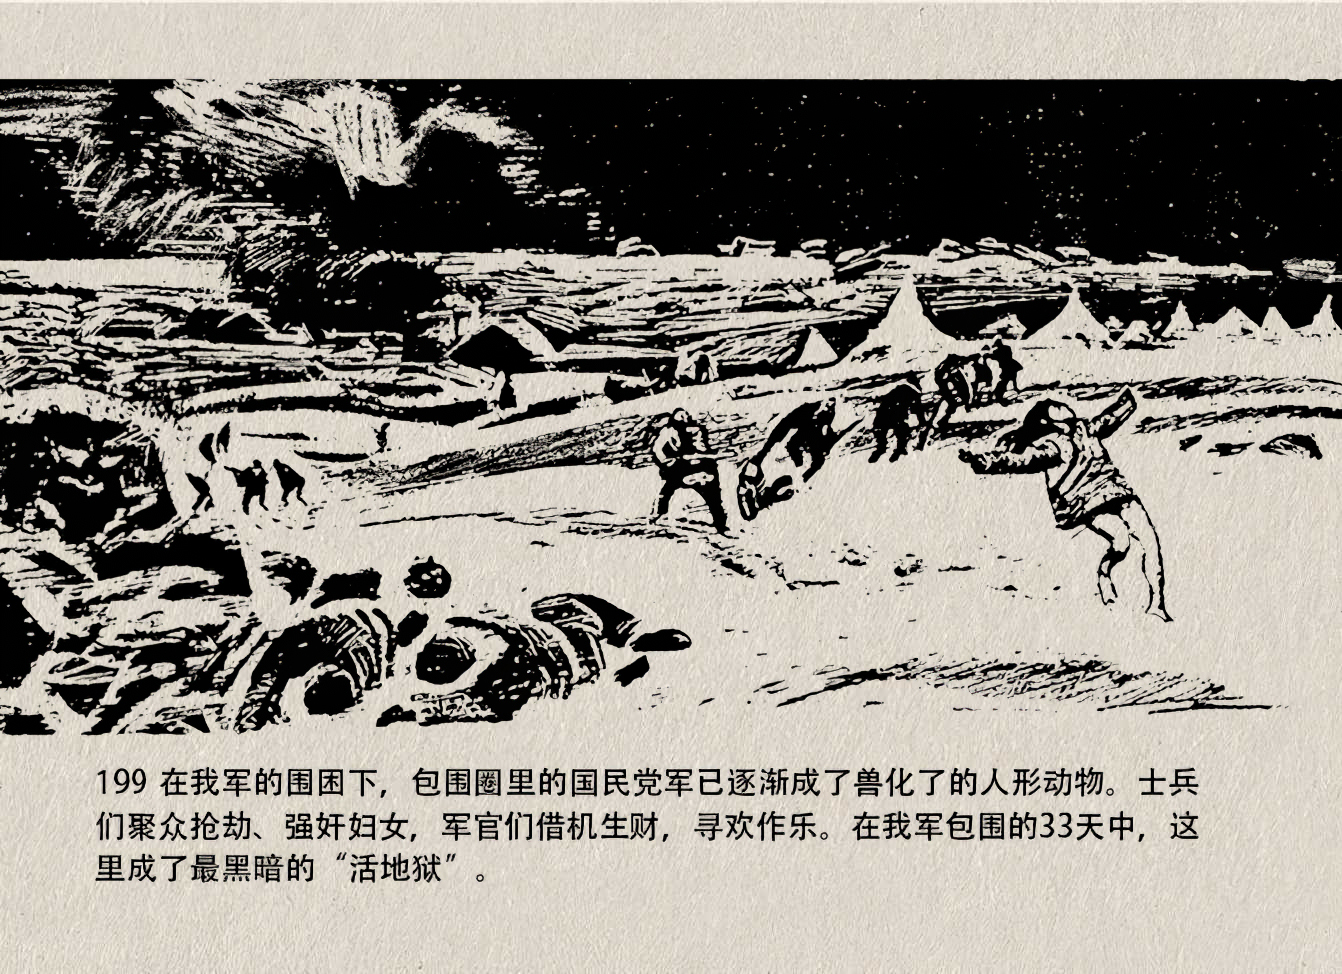 199 在我军的围困下，包围圈里的国民党军已逐渐成了兽化了的人形动物。士兵
们聚众抢劫、强奸妇女，军官们借机生财，寻欢作乐。在我军包围的33天中，这
里成了最黑暗的“活地狱”。